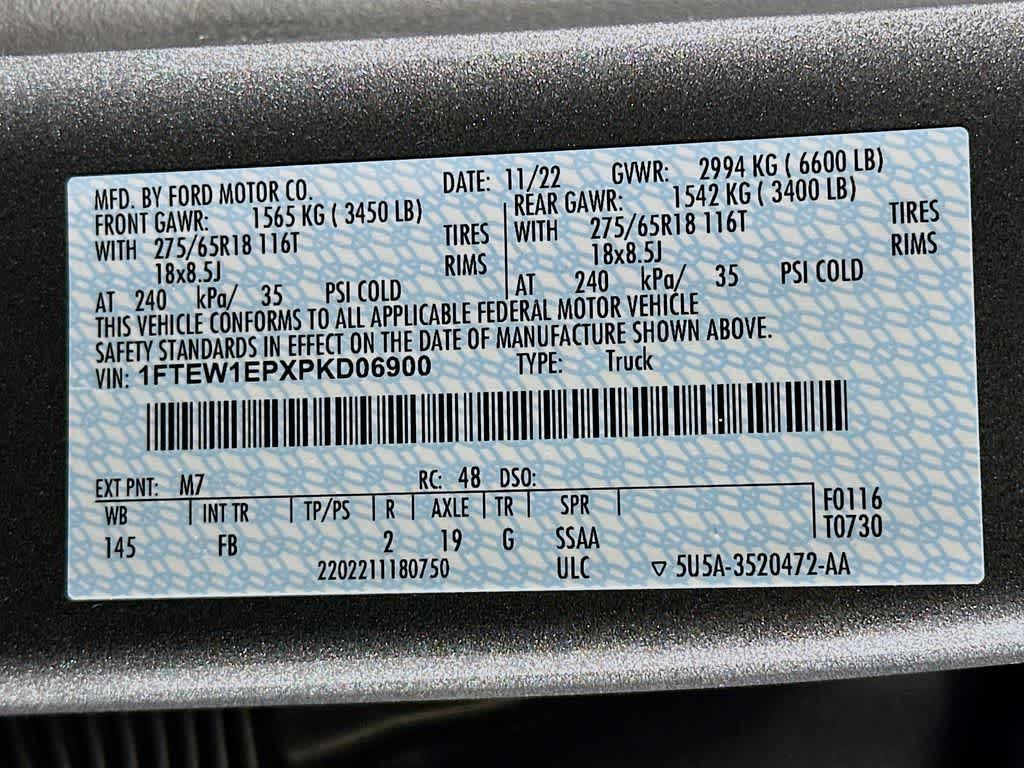 MFD. BY FORD MOTOR CO. DATE: 11/22 GVWR: 2994 KG ( 6600 LB)
FRONT GAWR: 1565 KG ( 3450 LB) REAR GAWR: 1542 KG ( 3400 LB)
WITH 275/65R18 116T TIRES WITH 275/65R18 116T TIRES
18x8.5J RIMS 18x8.5J RIMS
AT 240 kPa/ 35 PSI COLD AT 240 kPa/ 35 PSI COLD
THIS VEHICLE CONFORMS TO ALL APPLICABLE FEDERAL MOTOR VEHICLE
SAFETY STANDARDS IN EFFECT ON THE DATE OF MANUFACTURE SHOWN ABOVE.
VIN: 1FTEW1EPXPKD06900 TYPE: Truck
EXT PNT: M7 RC: 48 DSO:
WB INT TR TP/PS R AXLE TR SPR F0116
145 FB 2 19 G SSAA T0730
2202211180750 ULC ▽ 5U5A-3520472-AA